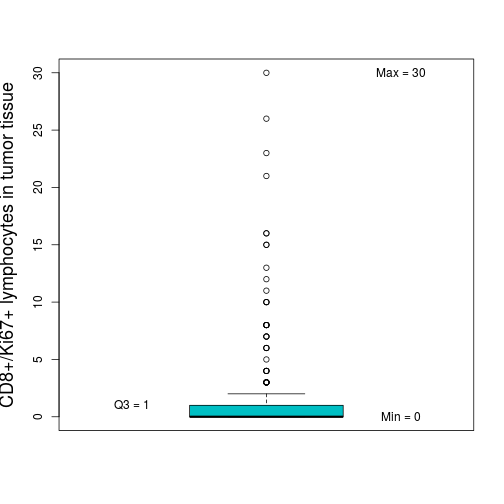 CD8+/Ki67+ lymphocytes in tumor tissue
30
25
20
15
10
5
0
Max = 30
Q3 = 1
Min = 0